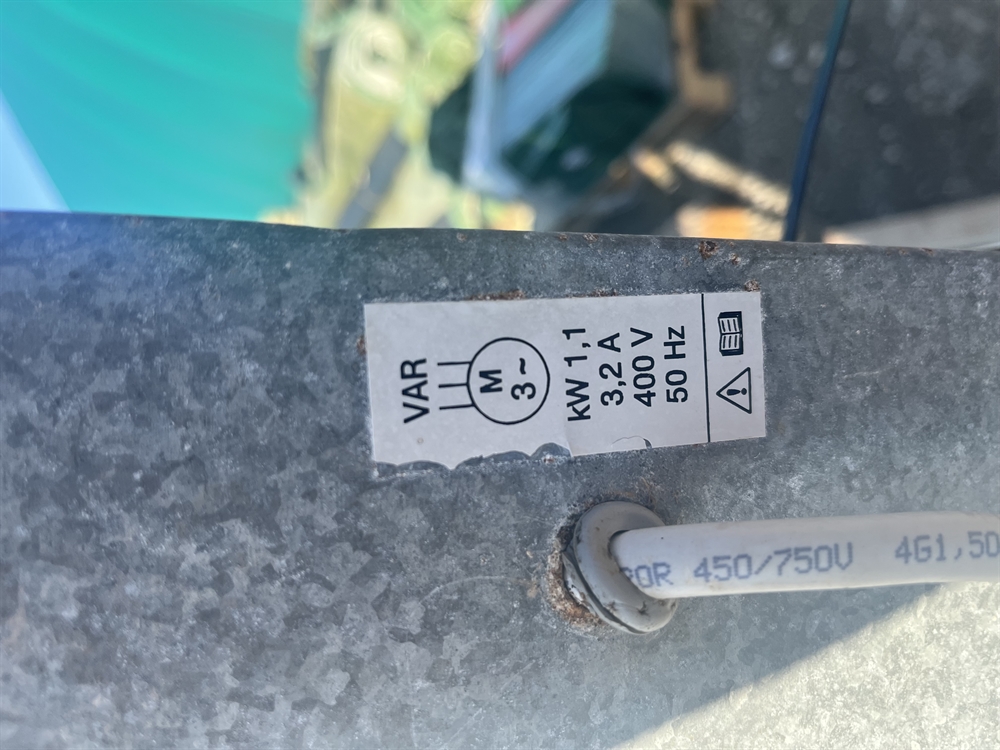 VAR
M
3~
kW 1,1
3,2 A
400 V
50 Hz
450/750V 4G1,50